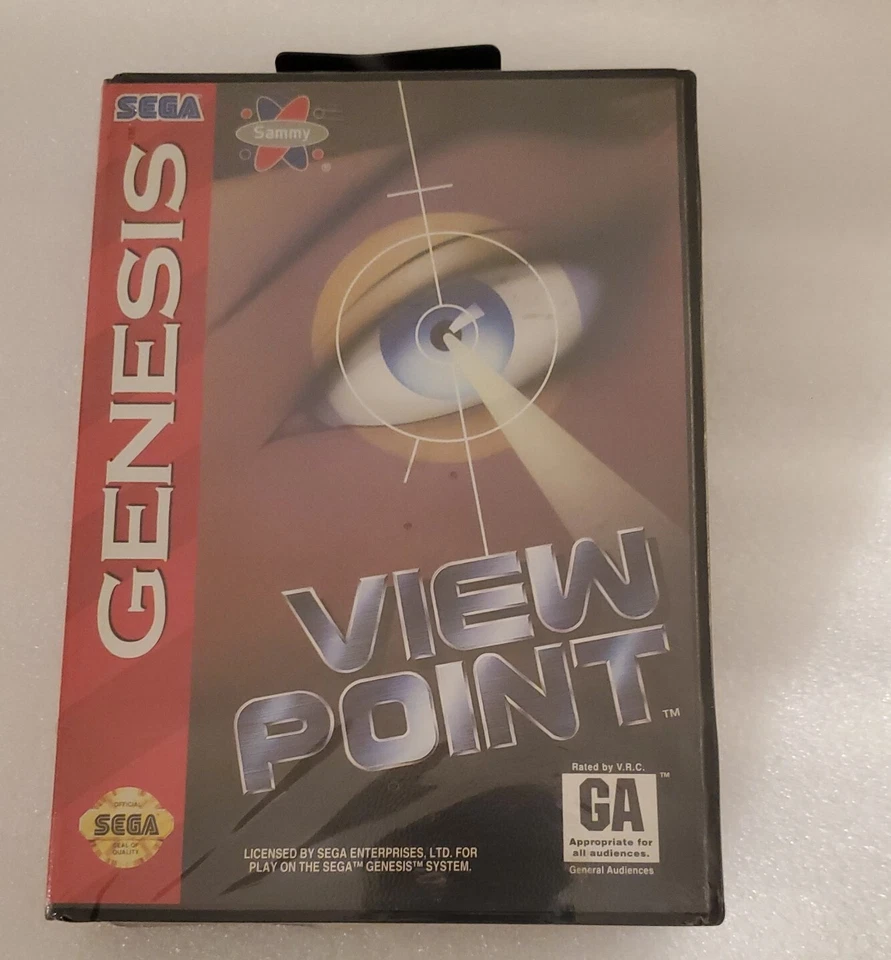 SEGA
GENESIS
Sammy
®
VIEW
POINT
TM
Rated by V.R.C.
TM
GA
Appropriate for
all audiences.
General Audiences
OFFICIAL
SEGA
SEAL OF
QUALITY
LICENSED BY SEGA ENTERPRISES, LTD. FOR
PLAY ON THE SEGA™ GENESIS™ SYSTEM.